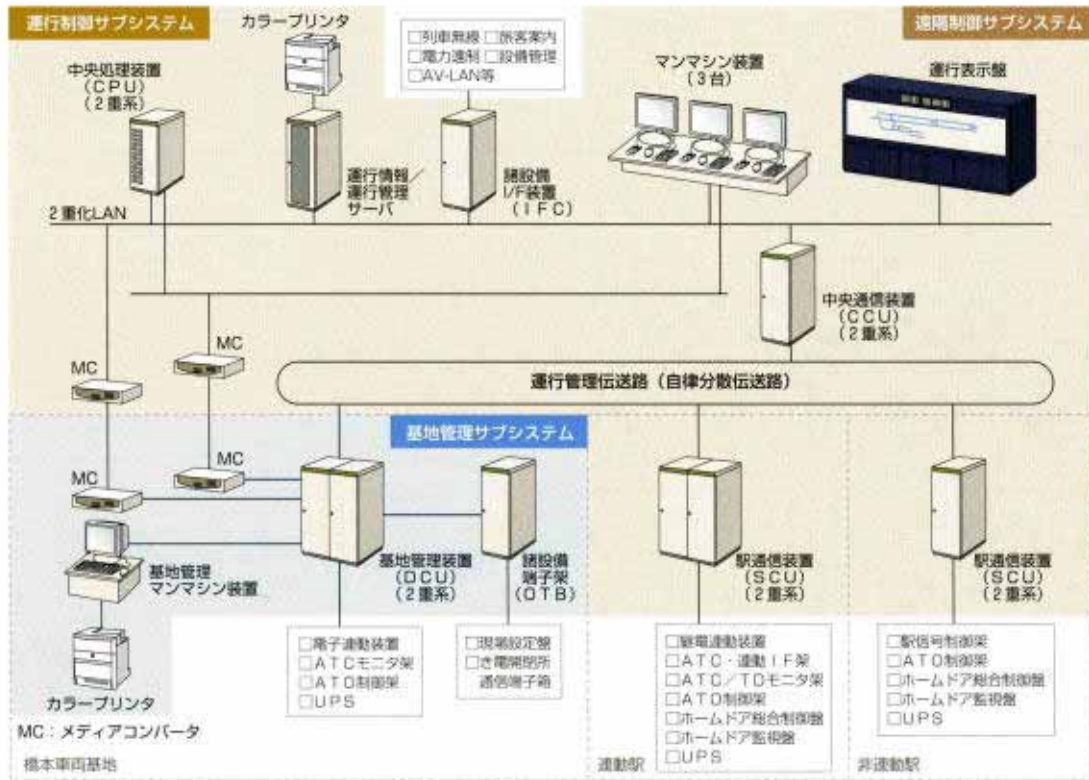 運行制御サブシステム
カラープリンタ
□列車無線 □旅客案内
□電力遠制 □設備管理
□AV-LAN等
遠隔制御サブシステム
中央処理装置
(CPU)
(2重系)
マンマシン装置
(3台)
運行表示盤
運行情報/
運行管理
サーバ
諸設備
I/F装置
(IFC)
2重化LAN
中央通信装置
(CCU)
(2重系)
MC
MC
運行管理伝送路(自律分散伝送路)
基地管理サブシステム
MC
MC
基地管理
マンマシン装置
基地管理装置
(DCU)
(2重系)
諸設備
端子架
(OTB)
駅通信装置
(SCU)
(2重系)
駅通信装置
(SCU)
(2重系)
カラープリンタ
□電子連動装置
□ATCモニタ架
□ATO制御架
□UPS
□現場設定盤
□き電開閉所
通信端子箱
□継電連動装置
□ATC・連動IF架
□ATC/TDモニタ架
□ATO制御架
□ホームドア総合制御盤
□ホームドア監視盤
□UPS
□駅信号制御架
□ATO制御架
□ホームドア総合制御盤
□ホームドア監視盤
□UPS
MC:メディアコンバータ
橋本車両基地
連動駅
非連動駅